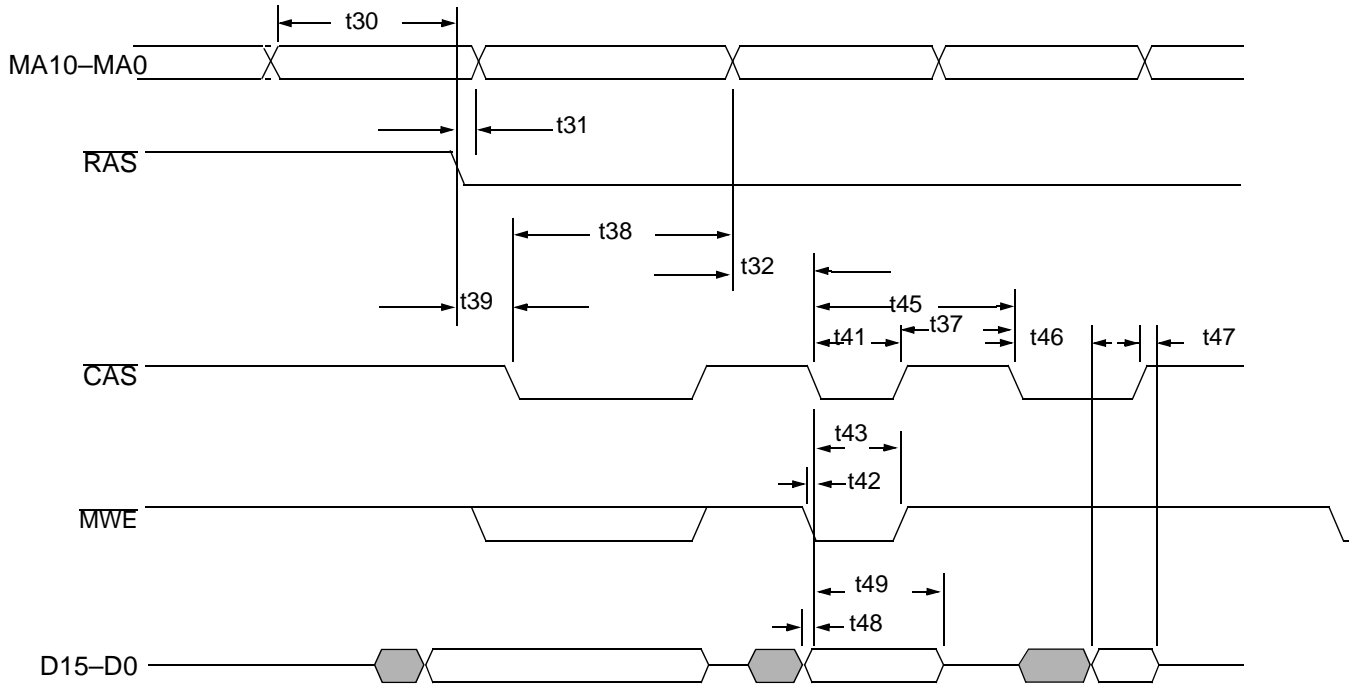 t30
MA10–MA0
t31
RAS
t38
t32
t39
t45
t37
t41
t46
t47
CAS
t43
t42
MWE
t49
t48
D15–D0